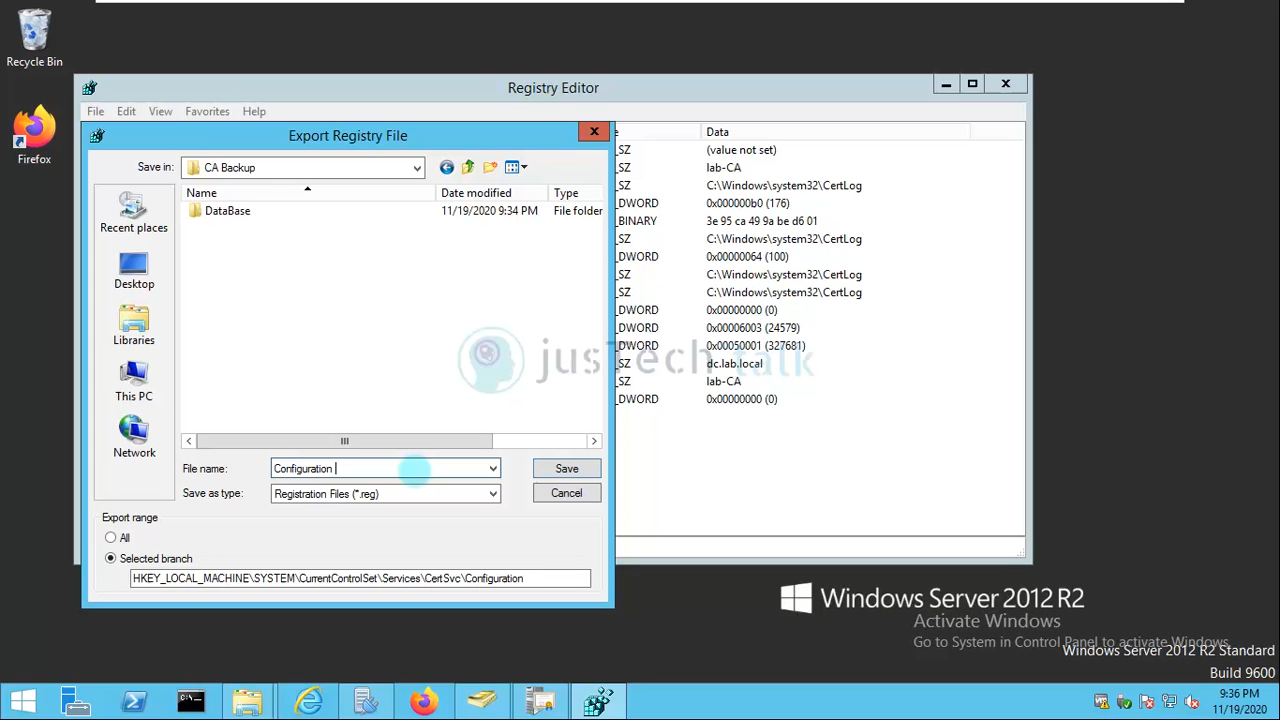 Recycle Bin
Firefox
Registry Editor
File Edit View Favorites Help
Export Registry File
Save in: CA Backup
Name Date modified Type
DataBase 11/19/2020 9:34 PM File folder
Recent places
Desktop
Libraries
This PC
Network
File name: Configuration
Save as type: Registration Files (*.reg)
Save
Cancel
Export range
All
Selected branch
HKEY_LOCAL_MACHINE\SYSTEM\CurrentControlSet\Services\CertSvc\Configuration
Data
_SZ (value not set)
_SZ lab-CA
_SZ C:\Windows\system32\CertLog
_DWORD 0x000000b0 (176)
_BINARY 3e 95 ca 49 9a be d6 01
_SZ C:\Windows\system32\CertLog
_DWORD 0x00000064 (100)
_SZ C:\Windows\system32\CertLog
_SZ C:\Windows\system32\CertLog
_DWORD 0x00000000 (0)
_DWORD 0x00006003 (24579)
_DWORD 0x00050001 (327681)
_SZ dc.lab.local
_SZ lab-CA
_DWORD 0x00000000 (0)
jusTech talk
Windows Server 2012 R2
Activate Windows
Go to System in Control Panel to activate Windows.
Windows Server 2012 R2 Standard
Build 9600
9:36 PM
11/19/2020